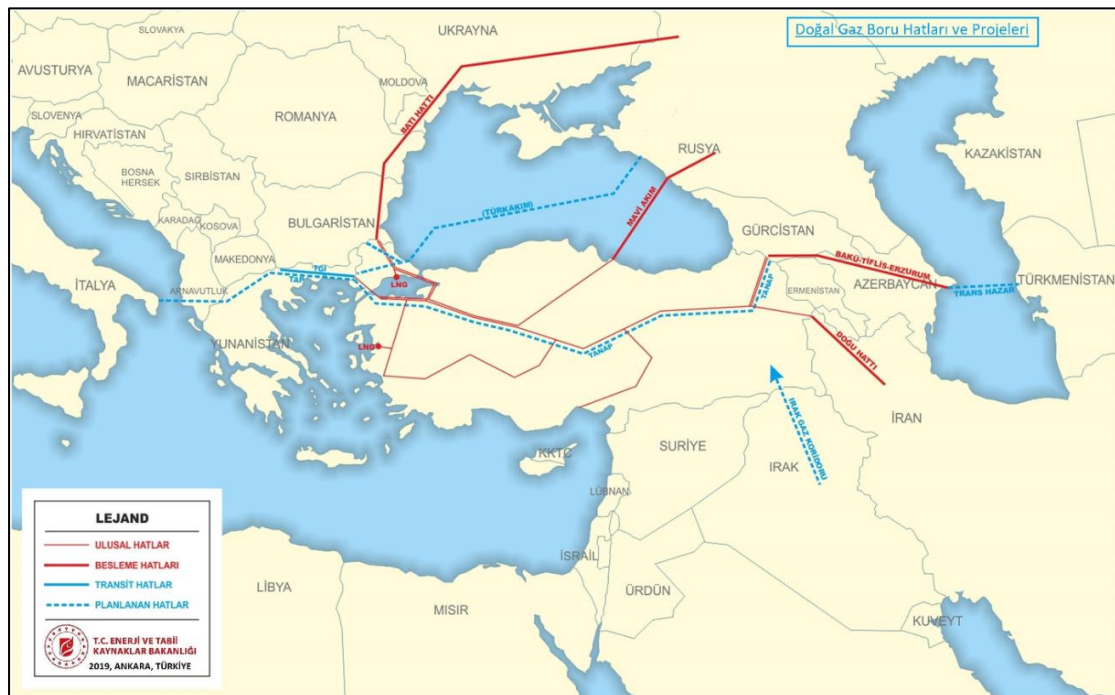 Doğal Gaz Boru Hatları ve Projeleri
SLOVAKYA
UKRAYNA
AVUSTURYA
MACARİSTAN
MOLDOVA
SLOVENYA
HIRVATİSTAN
ROMANYA
BATI HATTI
RUSYA
KAZAKİSTAN
BOSNA
HERSEK
SIRBİSTAN
(TÜRKAKIM)
MAVİ AKIM
KARADAĞ
KOSOVA
BULGARİSTAN
GÜRCİSTAN
MAKEDONYA
BAKÜ-TİFLİS-ERZURUM
İTALYA
ARNAVUTLUK
TGI
TAP
LNG
TANAP
ERMENİSTAN
AZERBAYCAN
TRANS HAZAR
TÜRKMENİSTAN
YUNANİSTAN
LNG
TANAP
DOĞU HATTI
IRAK GAZ KORİDORU
İRAN
KKTC
SURİYE
IRAK
LÜBNAN
İSRAİL
ÜRDÜN
LİBYA
MISIR
KUVEYT
LEJAND
ULUSAL HATLAR
BESLEME HATLARI
TRANSİT HATLAR
PLANLANAN HATLAR
T.C. ENERJİ VE TABİİ
KAYNAKLAR BAKANLIĞI
2019, ANKARA, TÜRKİYE